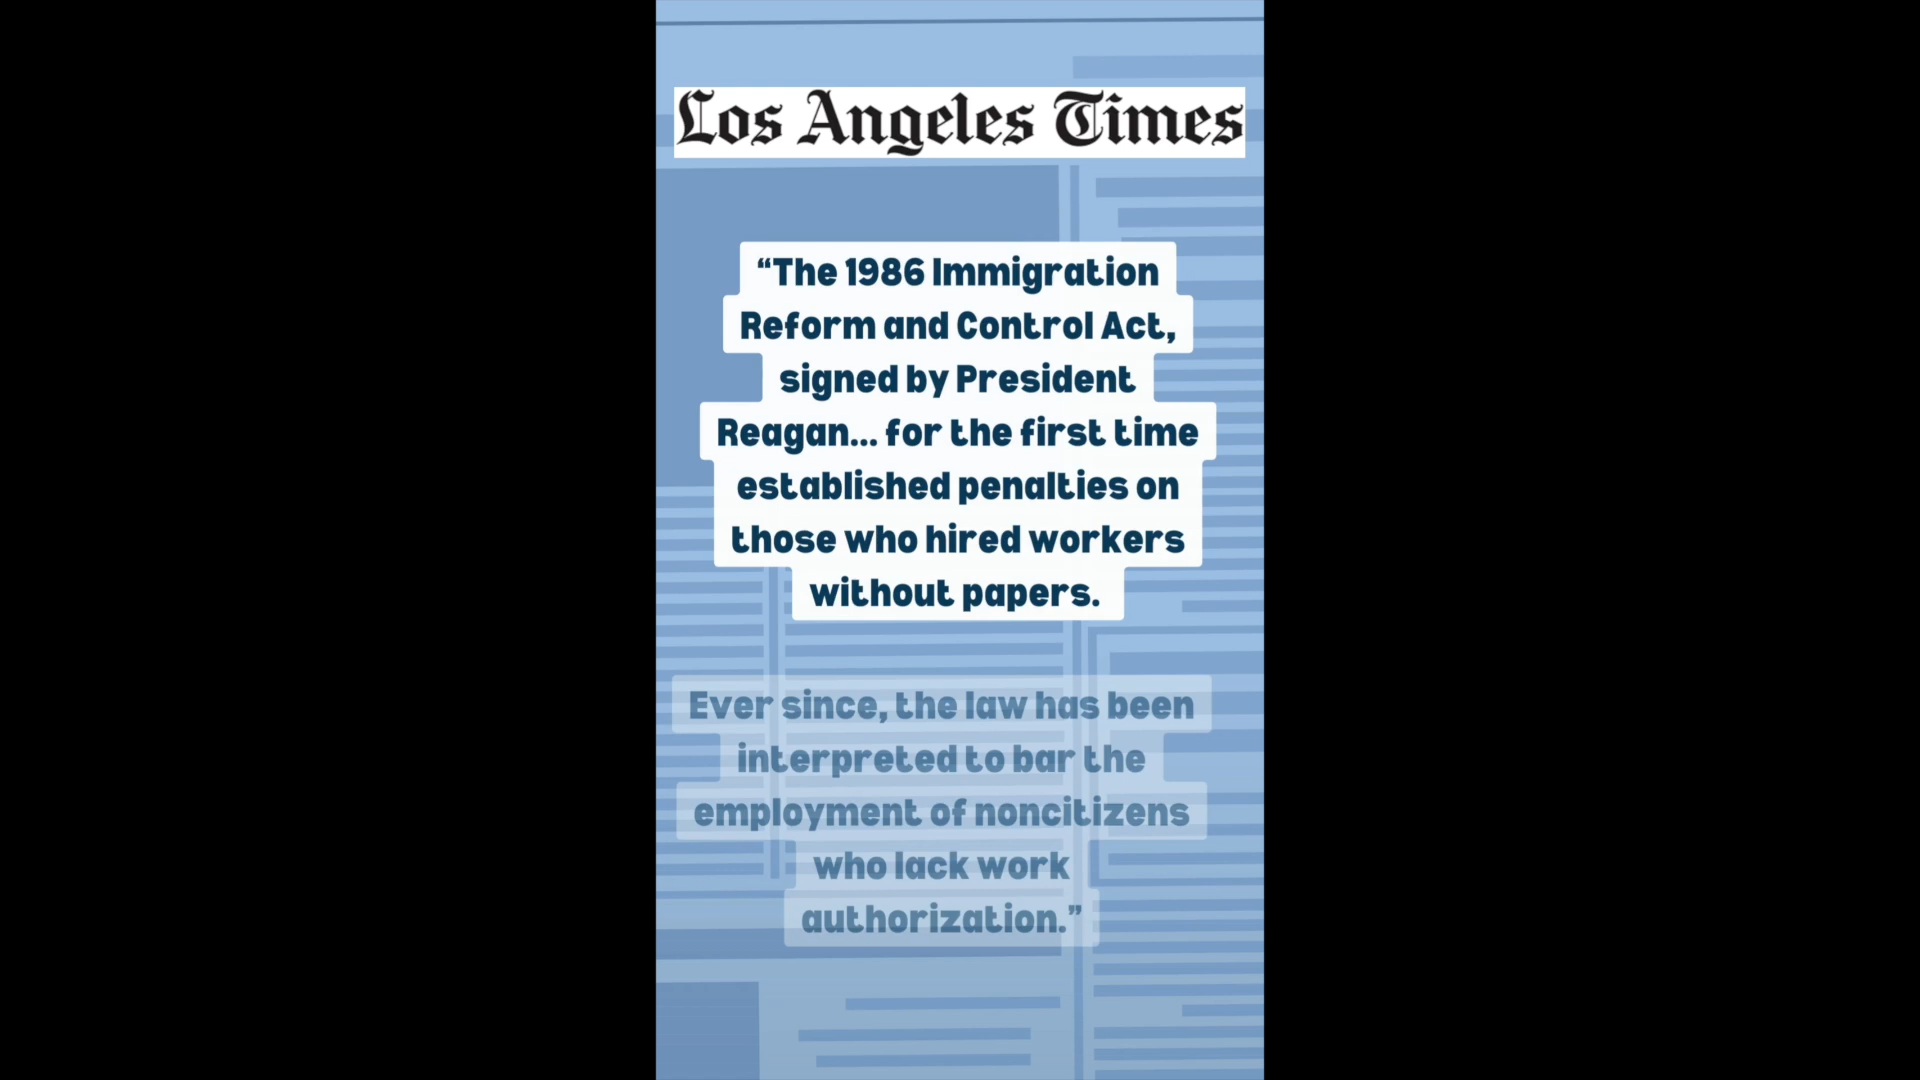 Los Angeles Times
“The 1986 Immigration
Reform and Control Act,
signed by President
Reagan... for the first time
established penalties on
those who hired workers
without papers.
Ever since, the law has been
interpreted to bar the
employment of noncitizens
who lack work
authorization.”